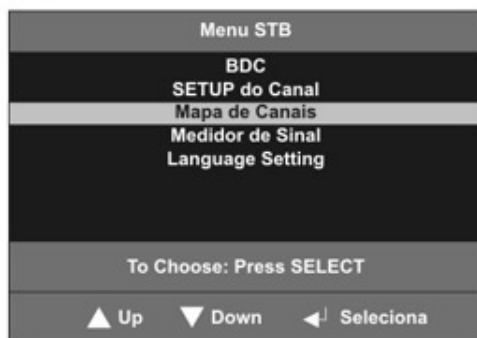 Menu STB
BDC
SETUP do Canal
Mapa de Canais
Medidor de Sinal
Language Setting
To Choose: Press SELECT
Up Down Seleciona